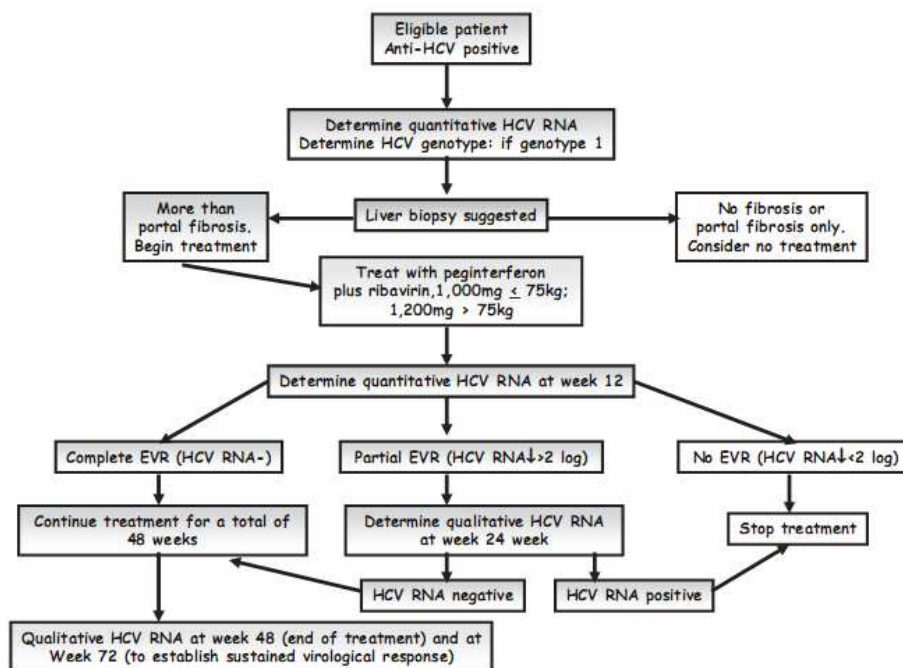 Eligible patient
Anti-HCV positive
Determine quantitative HCV RNA
Determine HCV genotype: if genotype 1
More than
portal fibrosis.
Begin treatment
Liver biopsy suggested
No fibrosis or
portal fibrosis only.
Consider no treatment
Treat with peginterferon
plus ribavirin,1,000mg ≤ 75kg;
1,200mg > 75kg
Determine quantitative HCV RNA at week 12
Complete EVR (HCV RNA-)
Partial EVR (HCV RNA↓>2 log)
No EVR (HCV RNA↓<2 log)
Continue treatment for a total of
48 weeks
Determine qualitative HCV RNA
at week 24 week
Stop treatment
HCV RNA negative
HCV RNA positive
Qualitative HCV RNA at week 48 (end of treatment) and at
Week 72 (to establish sustained virological response)